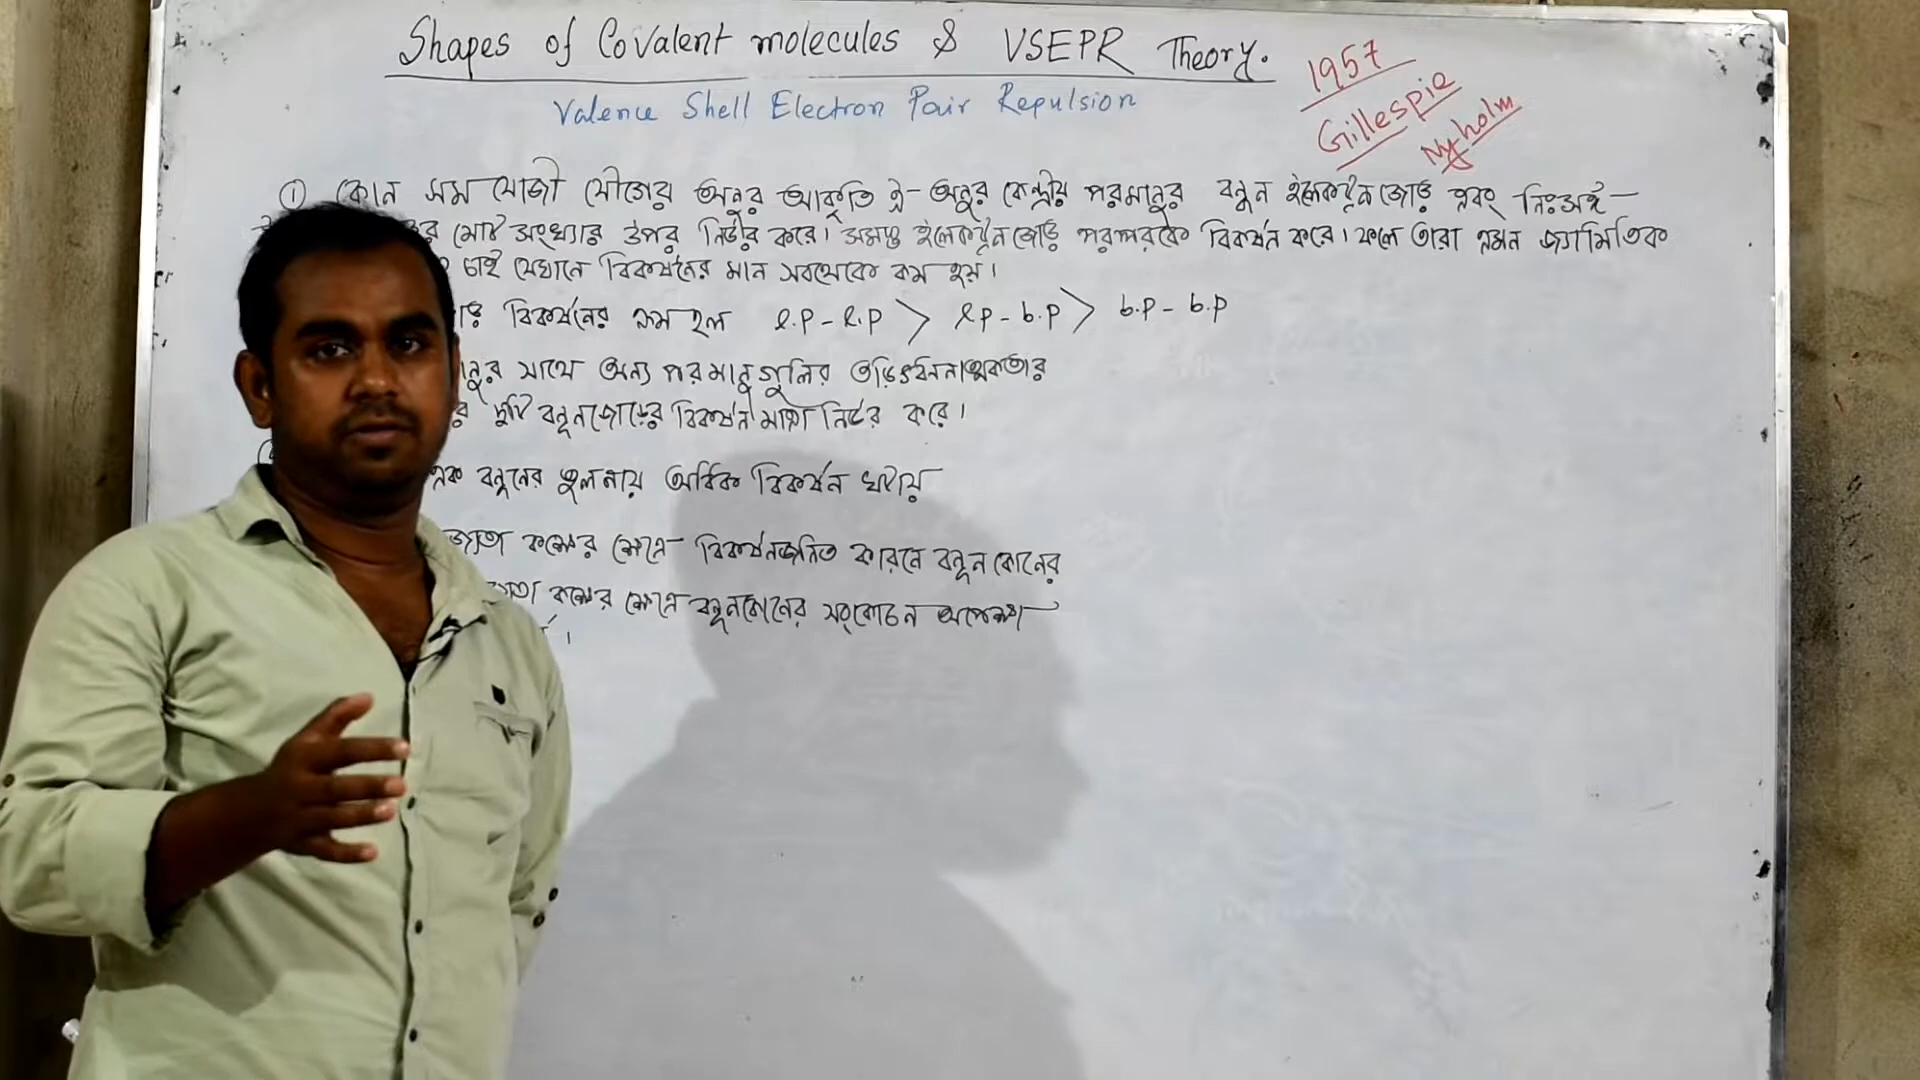 Shapes of Covalent molecules & VSEPR Theory.
Valence Shell Electron Pair Repulsion
1957
Gillespie
Nyholm
① কোন সমযোজী যৌগের অনুর আকৃতি ঐ-অনুর কেন্দ্রীয় পরমানুর বন্ধন ইলেকট্রন জোড় এবং নিঃসঙ্গ-
মোট সংখ্যার উপর নির্ভর করে। সমস্ত ইলেকট্রন জোড় পরস্পরকে বিকর্ষন করে। ফলে তারা এমন জ্যামিতিক
চাই যেখানে বিকর্ষনের মান সবথেকে কম হয়।
বিকর্ষনের ক্রম হল l.p - l.p > l.p - b.p > b.p - b.p
সাথে অন্য পরমানুগুলির তড়িৎঋনাত্মকতার
দুটি বন্ধনজোড়ের বিকর্ষন মাত্রা নির্ভর করে।
এক বন্ধনের তুলনায় অধিক বিকর্ষন ঘটায়
কক্ষের ক্ষেত্রে বিকর্ষনজনিত কারনে বন্ধন কোনের
কক্ষের ক্ষেত্রে বন্ধনকোনের সংকোচন অপেক্ষা
।